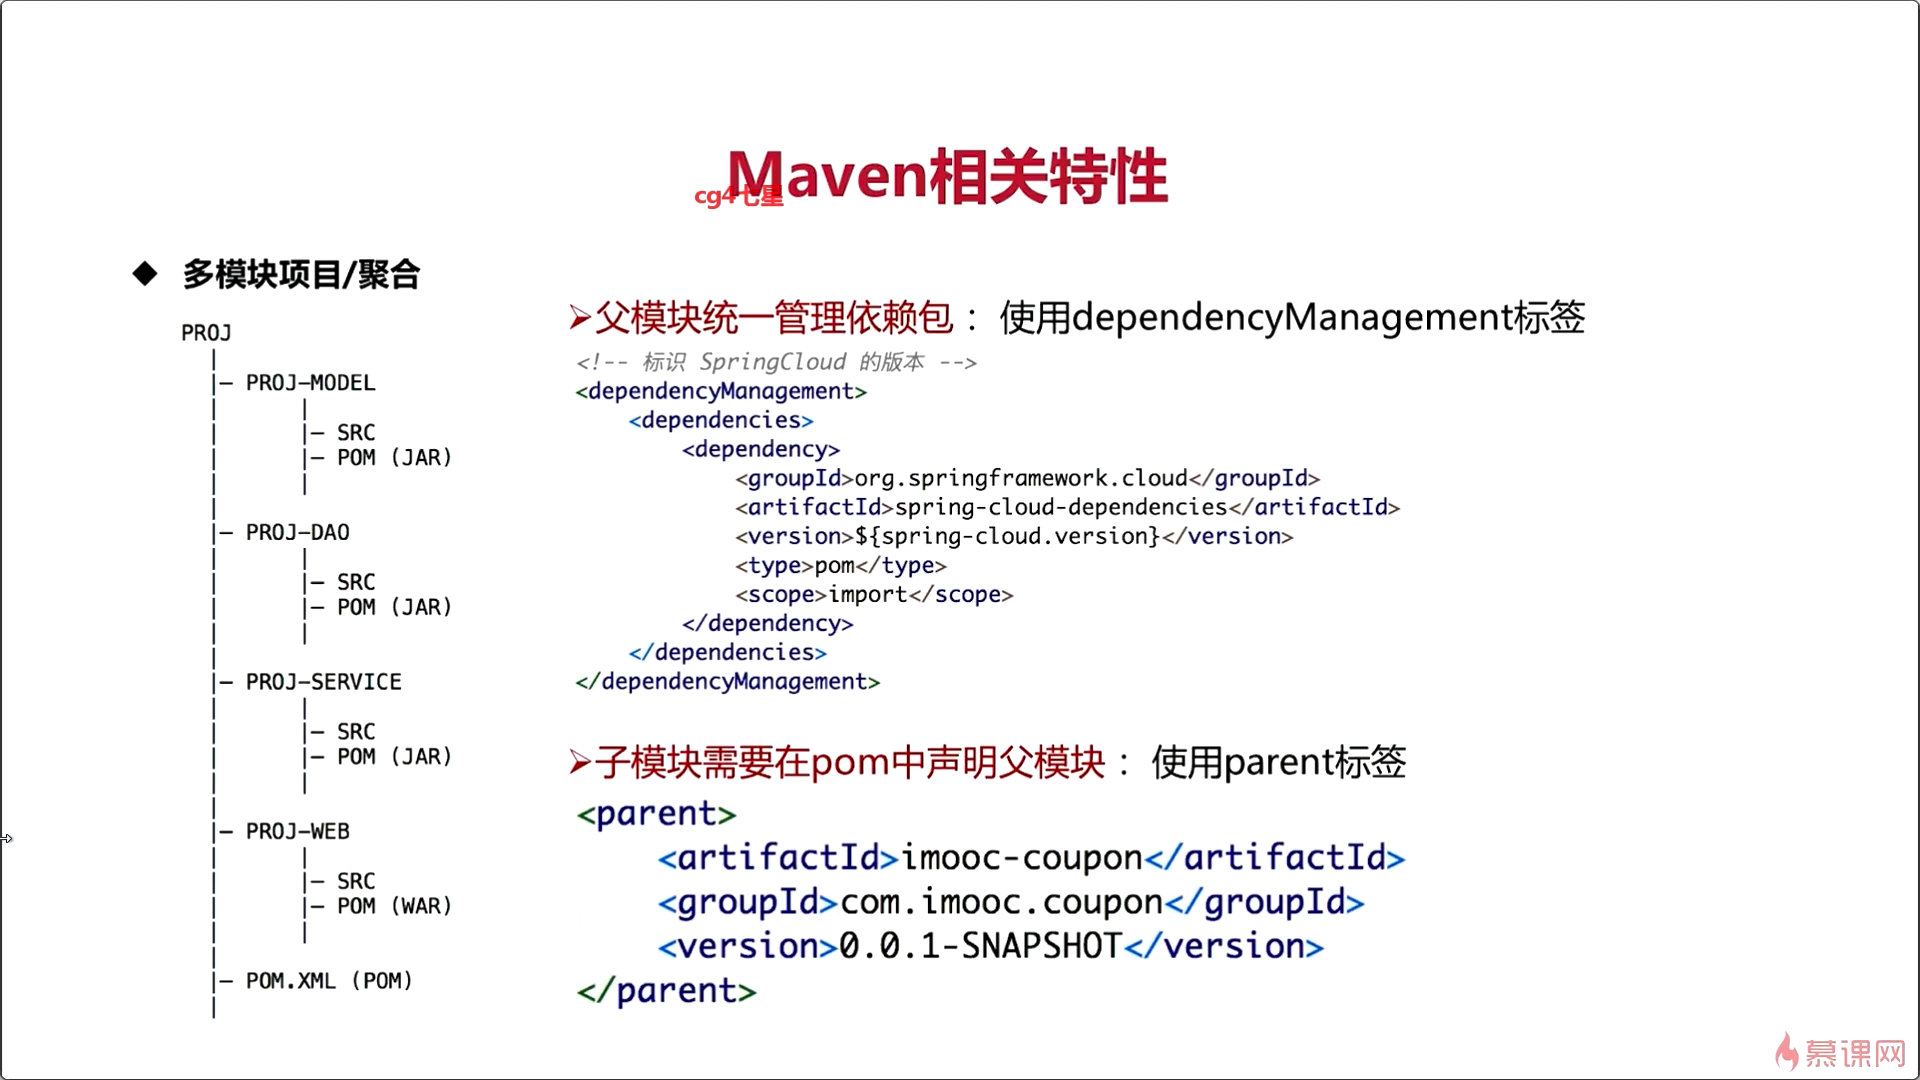 Maven相关特性
cg4七星
◆ 多模块项目/聚合
PROJ
|
|— PROJ—MODEL
|      |
|      |— SRC
|      |— POM (JAR)
|      |
|
|— PROJ—DAO
|      |
|      |— SRC
|      |— POM (JAR)
|      |
|
|— PROJ—SERVICE
|      |
|      |— SRC
|      |— POM (JAR)
|      |
|
|— PROJ—WEB
|      |
|      |— SRC
|      |— POM (WAR)
|      |
|
|— POM.XML (POM)
|
➢父模块统一管理依赖包： 使用dependencyManagement标签
<!-- 标识 SpringCloud 的版本 -->
<dependencyManagement>
    <dependencies>
        <dependency>
            <groupId>org.springframework.cloud</groupId>
            <artifactId>spring-cloud-dependencies</artifactId>
            <version>${spring-cloud.version}</version>
            <type>pom</type>
            <scope>import</scope>
        </dependency>
    </dependencies>
</dependencyManagement>
➢子模块需要在pom中声明父模块： 使用parent标签
<parent>
    <artifactId>imooc-coupon</artifactId>
    <groupId>com.imooc.coupon</groupId>
    <version>0.0.1-SNAPSHOT</version>
</parent>
慕课网